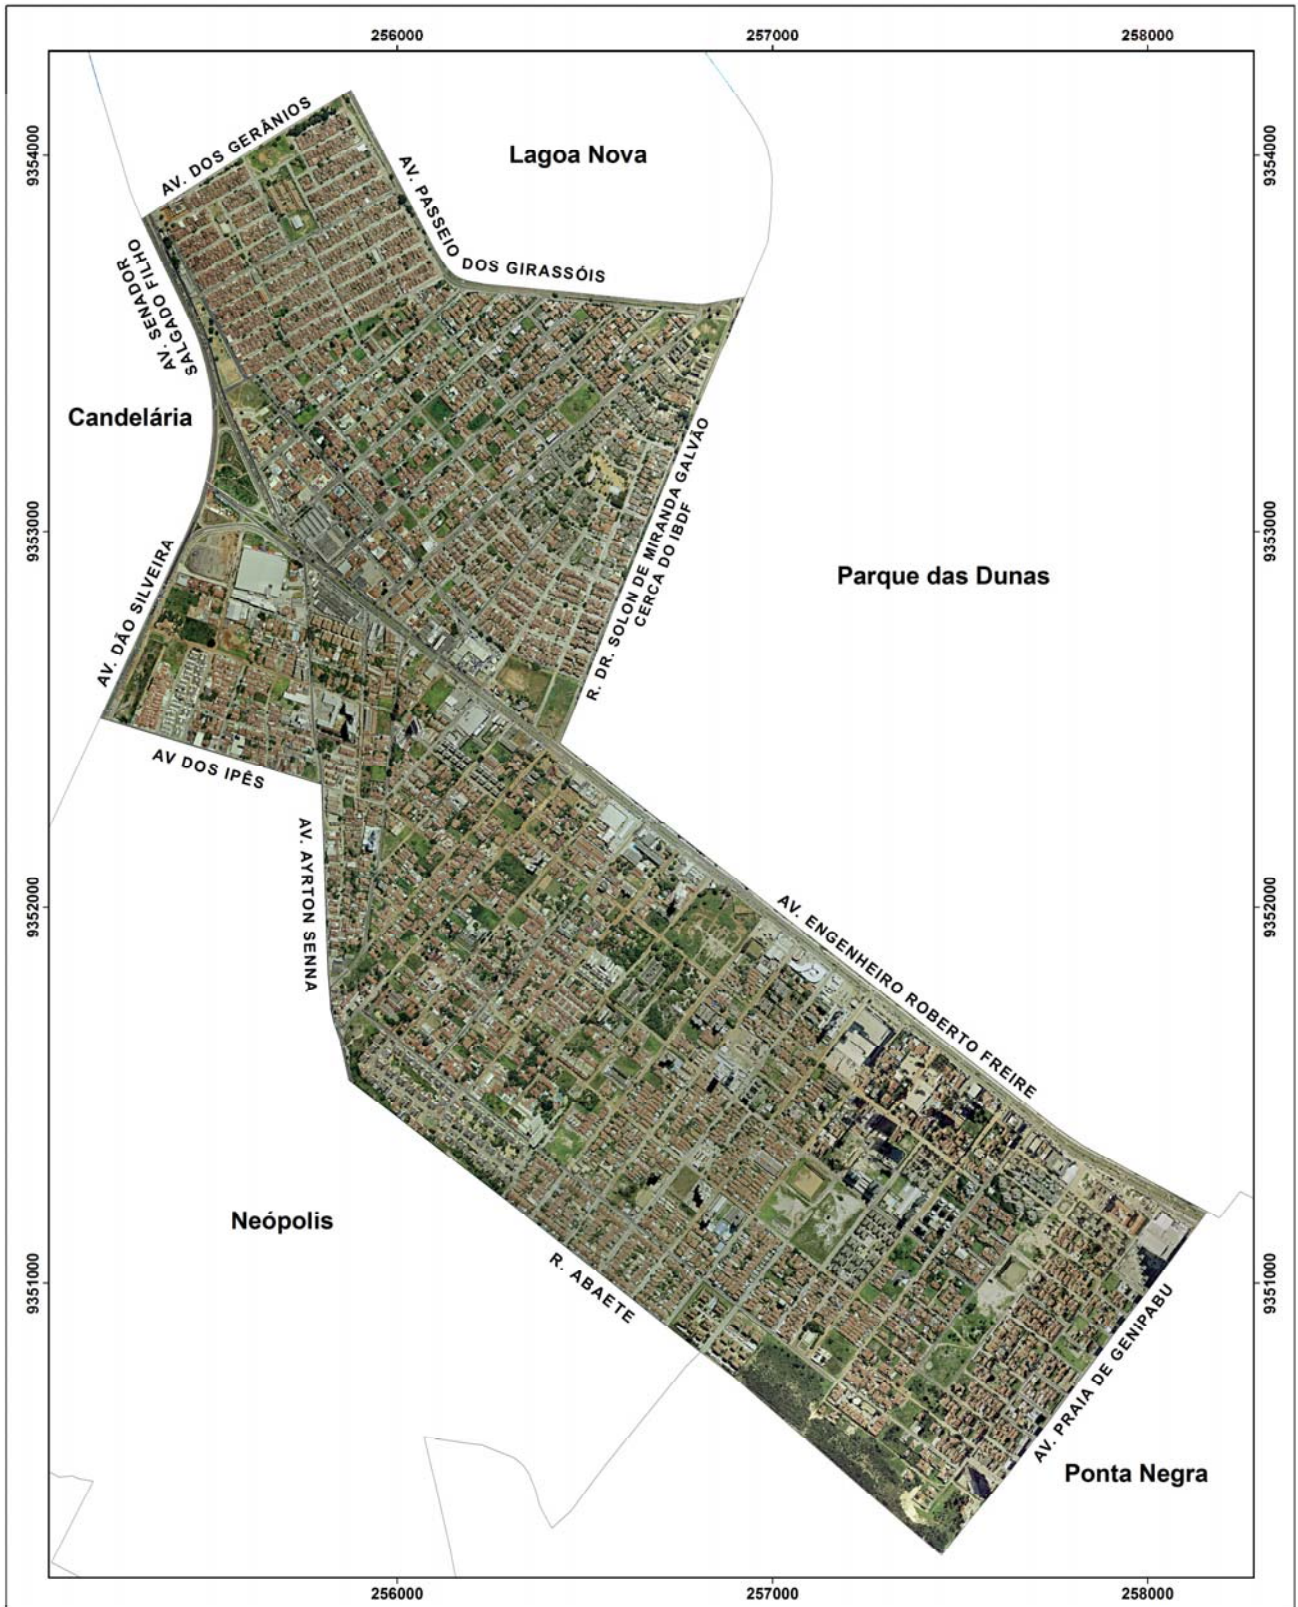 256000
257000
258000
9354000
9354000
AV. DOS GERÂNIOS
Lagoa Nova
AV. PASSEIO
DOS GIRASSÓIS
AV. SENADOR
SALGADO FILHO
Candelária
R. DR. SOLON DE MIRANDA GALVÃO
CERCA DO IBDF
9353000
9353000
Parque das Dunas
AV. DÃO SILVEIRA
AV DOS IPÊS
AV. AYRTON SENNA
9352000
9352000
AV. ENGENHEIRO ROBERTO FREIRE
Neópolis
R. ABAETE
9351000
9351000
AV. PRAIA DE GENIPABU
Ponta Negra
256000
257000
258000